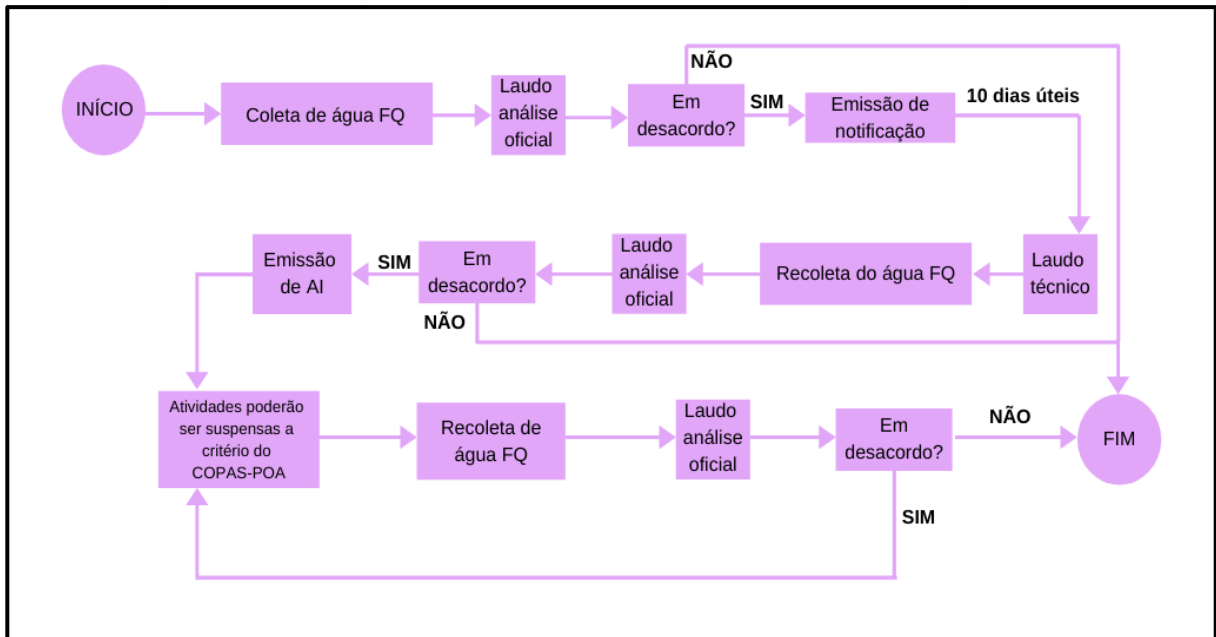 NÃO
INÍCIO
Coleta de água FQ
Laudo
análise
oficial
Em
desacordo?
SIM
Emissão de
notificação
10 dias úteis
Laudo
técnico
Recoleta do água FQ
Laudo
análise
oficial
Em
desacordo?
SIM
NÃO
Emissão
de AI
Atividades poderão
ser suspensas a
critério do
COPAS-POA
Recoleta de
água FQ
Laudo
análise
oficial
Em
desacordo?
NÃO
SIM
FIM